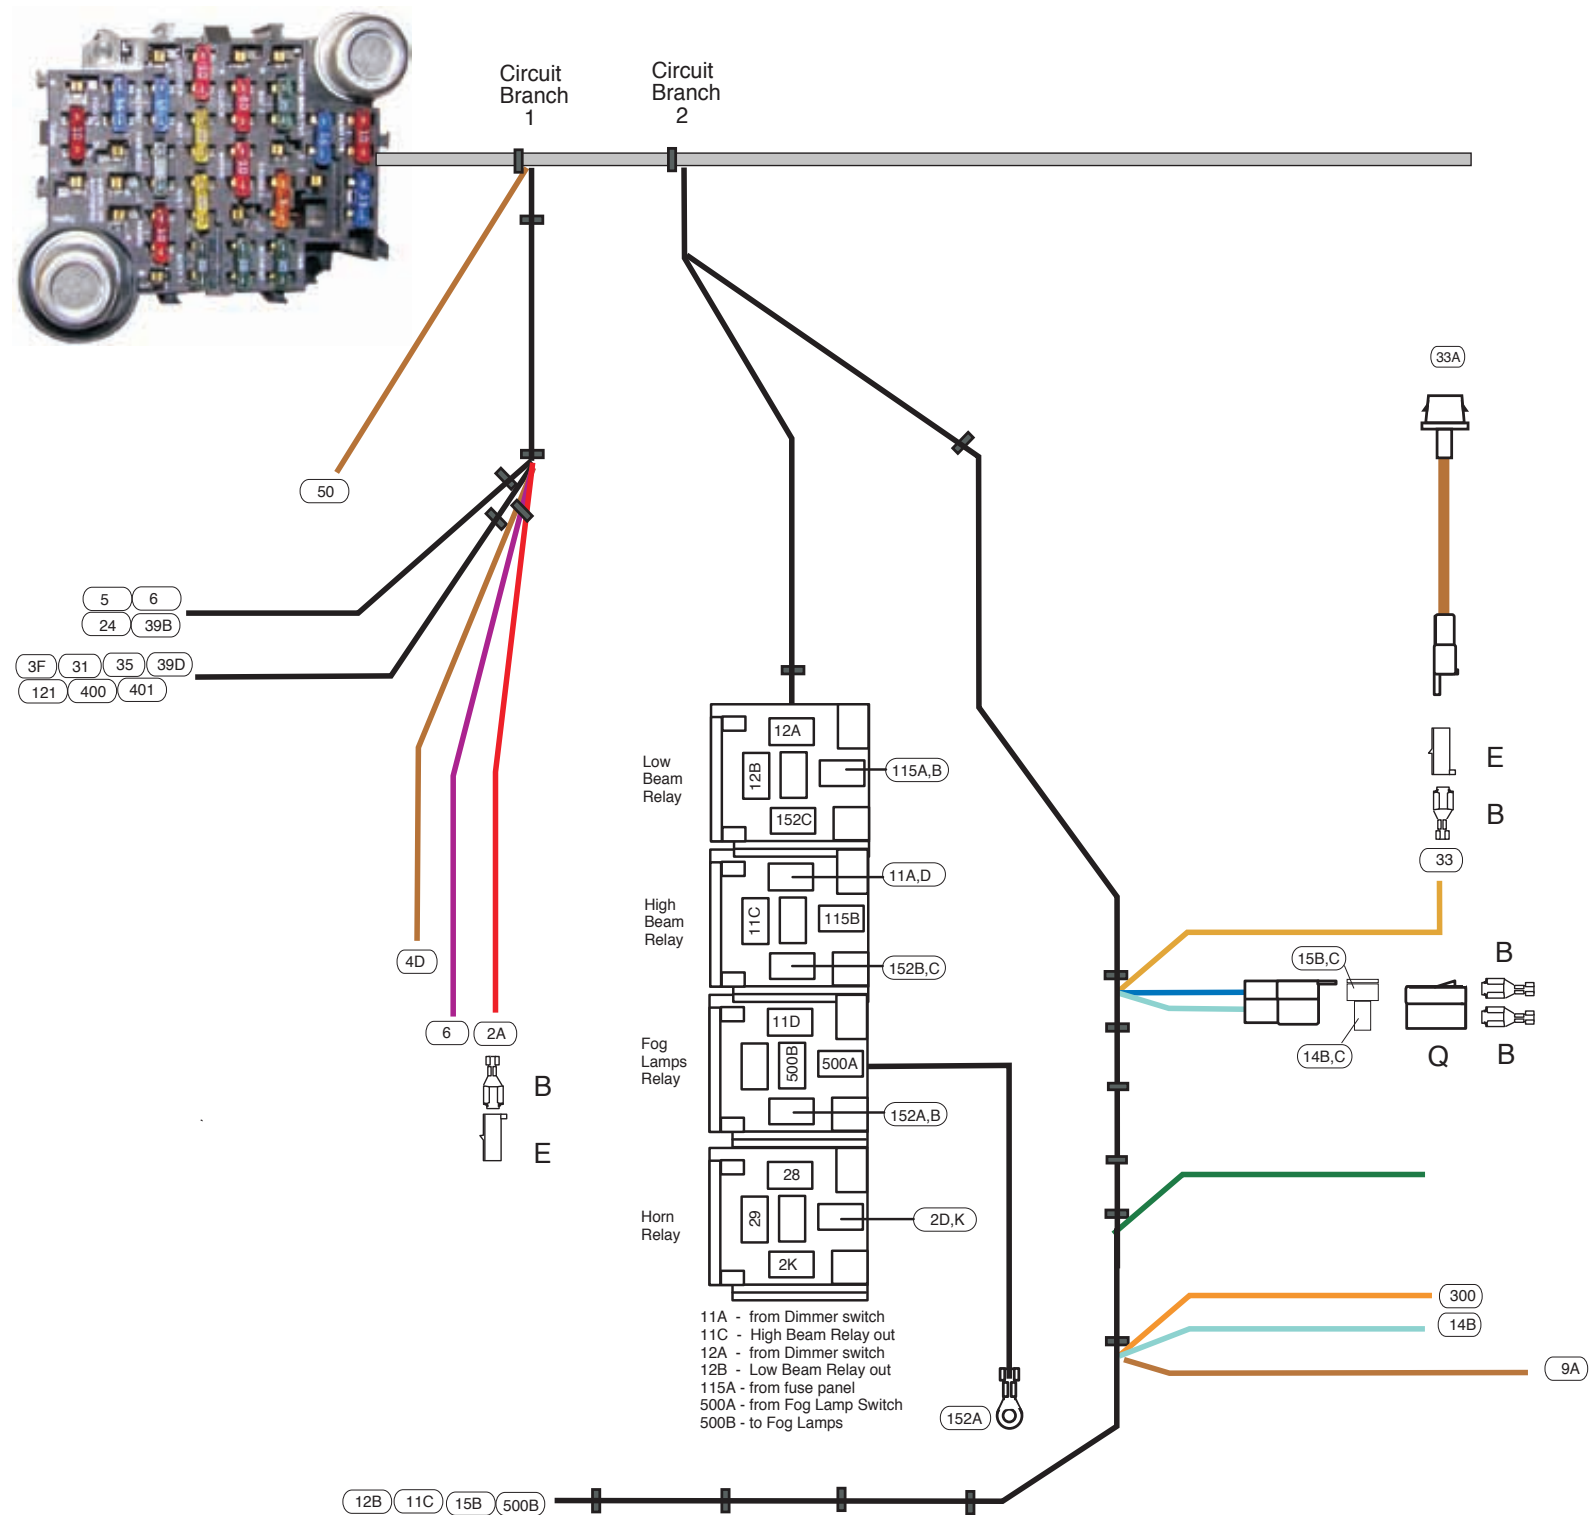 Circuit
Branch
1
Circuit
Branch
2
33A
50
E
B
33
5 6
24 39B
3F 31 35 39D
121 400 401
4D
6 2A
B
E
Low
Beam
Relay
12A
12B
152C
115A,B
High
Beam
Relay
11A,D
11C
115B
152B,C
Fog
Lamps
Relay
11D
500B
500A
152A,B
Horn
Relay
28
29
2K
2D,K
15B,C
14B,C
B
Q
B
300
14B
9A
11A - from Dimmer switch
11C - High Beam Relay out
12A - from Dimmer switch
12B - Low Beam Relay out
115A - from fuse panel
500A - from Fog Lamp Switch
500B - to Fog Lamps
152A
12B 11C 15B 500B